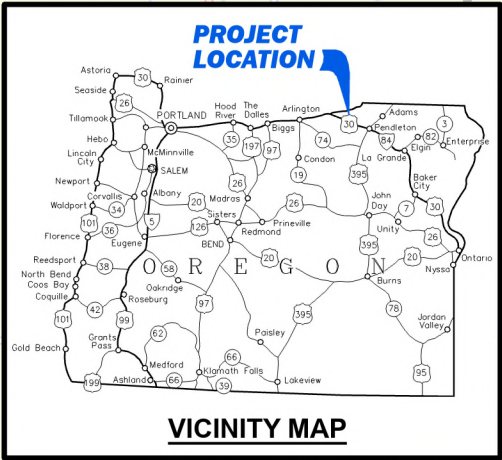 PROJECT
LOCATION
Astoria
30
Rainier
Seaside
26
Tillamook
PORTLAND
Hood
River
The
Dalles
Arlington
Biggs
30
Adams
Pendleton
3
Hebo
McMinnville
35
197
97
74
84
82
Elgin
Enterprise
Lincoln
City
SALEM
Condon
La Grande
Newport
Albany
26
19
395
Baker
City
Corvallis
Waldport
34
20
Madras
26
John
Day
7
30
101
5
Sisters
126
Redmond
Prineville
Unity
26
Florence
36
Eugene
BEND
395
20
20
Ontario
Reedsport
38
58
OREGON
Nyssa
North Bend
Coos Bay
Coquille
Oakridge
Burns
Roseburg
97
42
99
395
78
101
62
Jordan
Valley
Gold Beach
Grants
Pass
Paisley
Medford
66
Klamath Falls
95
199
Ashland
66
39
Lakeview
VICINITY MAP